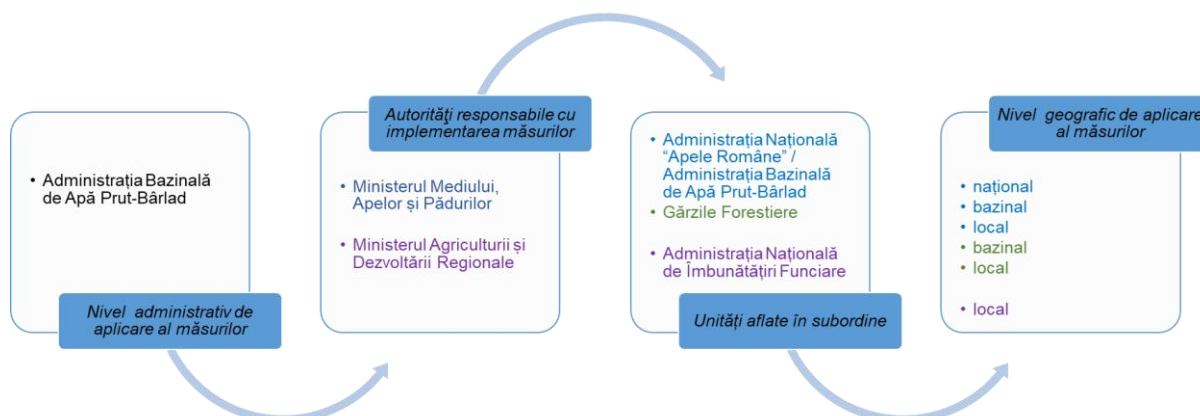 • Administrația Bazinală
de Apă Prut-Bârlad
Nivel administrativ de
aplicare al măsurilor
Autorităţi responsabile cu
implementarea măsurilor
• Ministerul Mediului,
Apelor și Pădurilor
• Ministerul Agriculturii și
Dezvoltării Regionale
• Administrația Națională
“Apele Române” /
Administrația Bazinală
de Apă Prut-Bârlad
• Gărzile Forestiere
• Administrația Națională
de Îmbunătățiri Funciare
Unități aflate în subordine
Nivel geografic de aplicare
al măsurilor
• național
• bazinal
• local
• bazinal
• local
• local